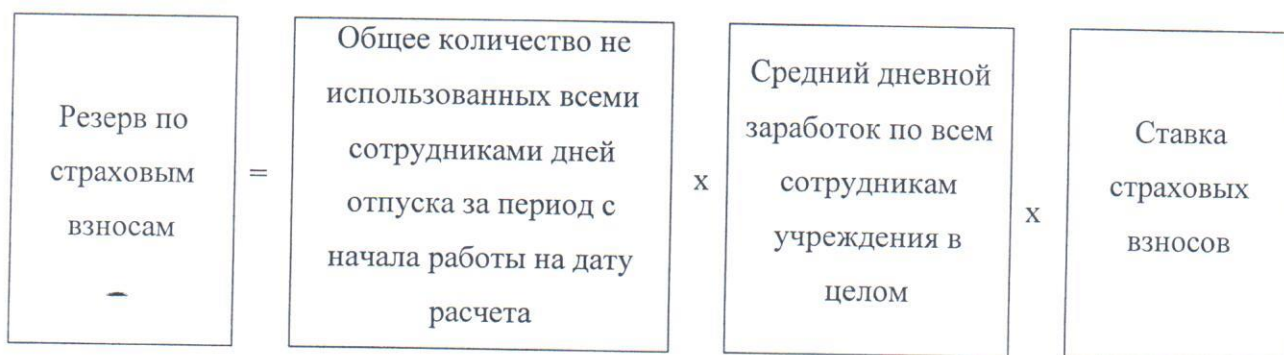 Резерв по
страховым
взносам
=
Общее количество не
использованных всеми
сотрудниками дней
отпуска за период с
начала работы на дату
расчета
х
Средний дневной
заработок по всем
сотрудникам
учреждения в
целом
х
Ставка
страховых
взносов